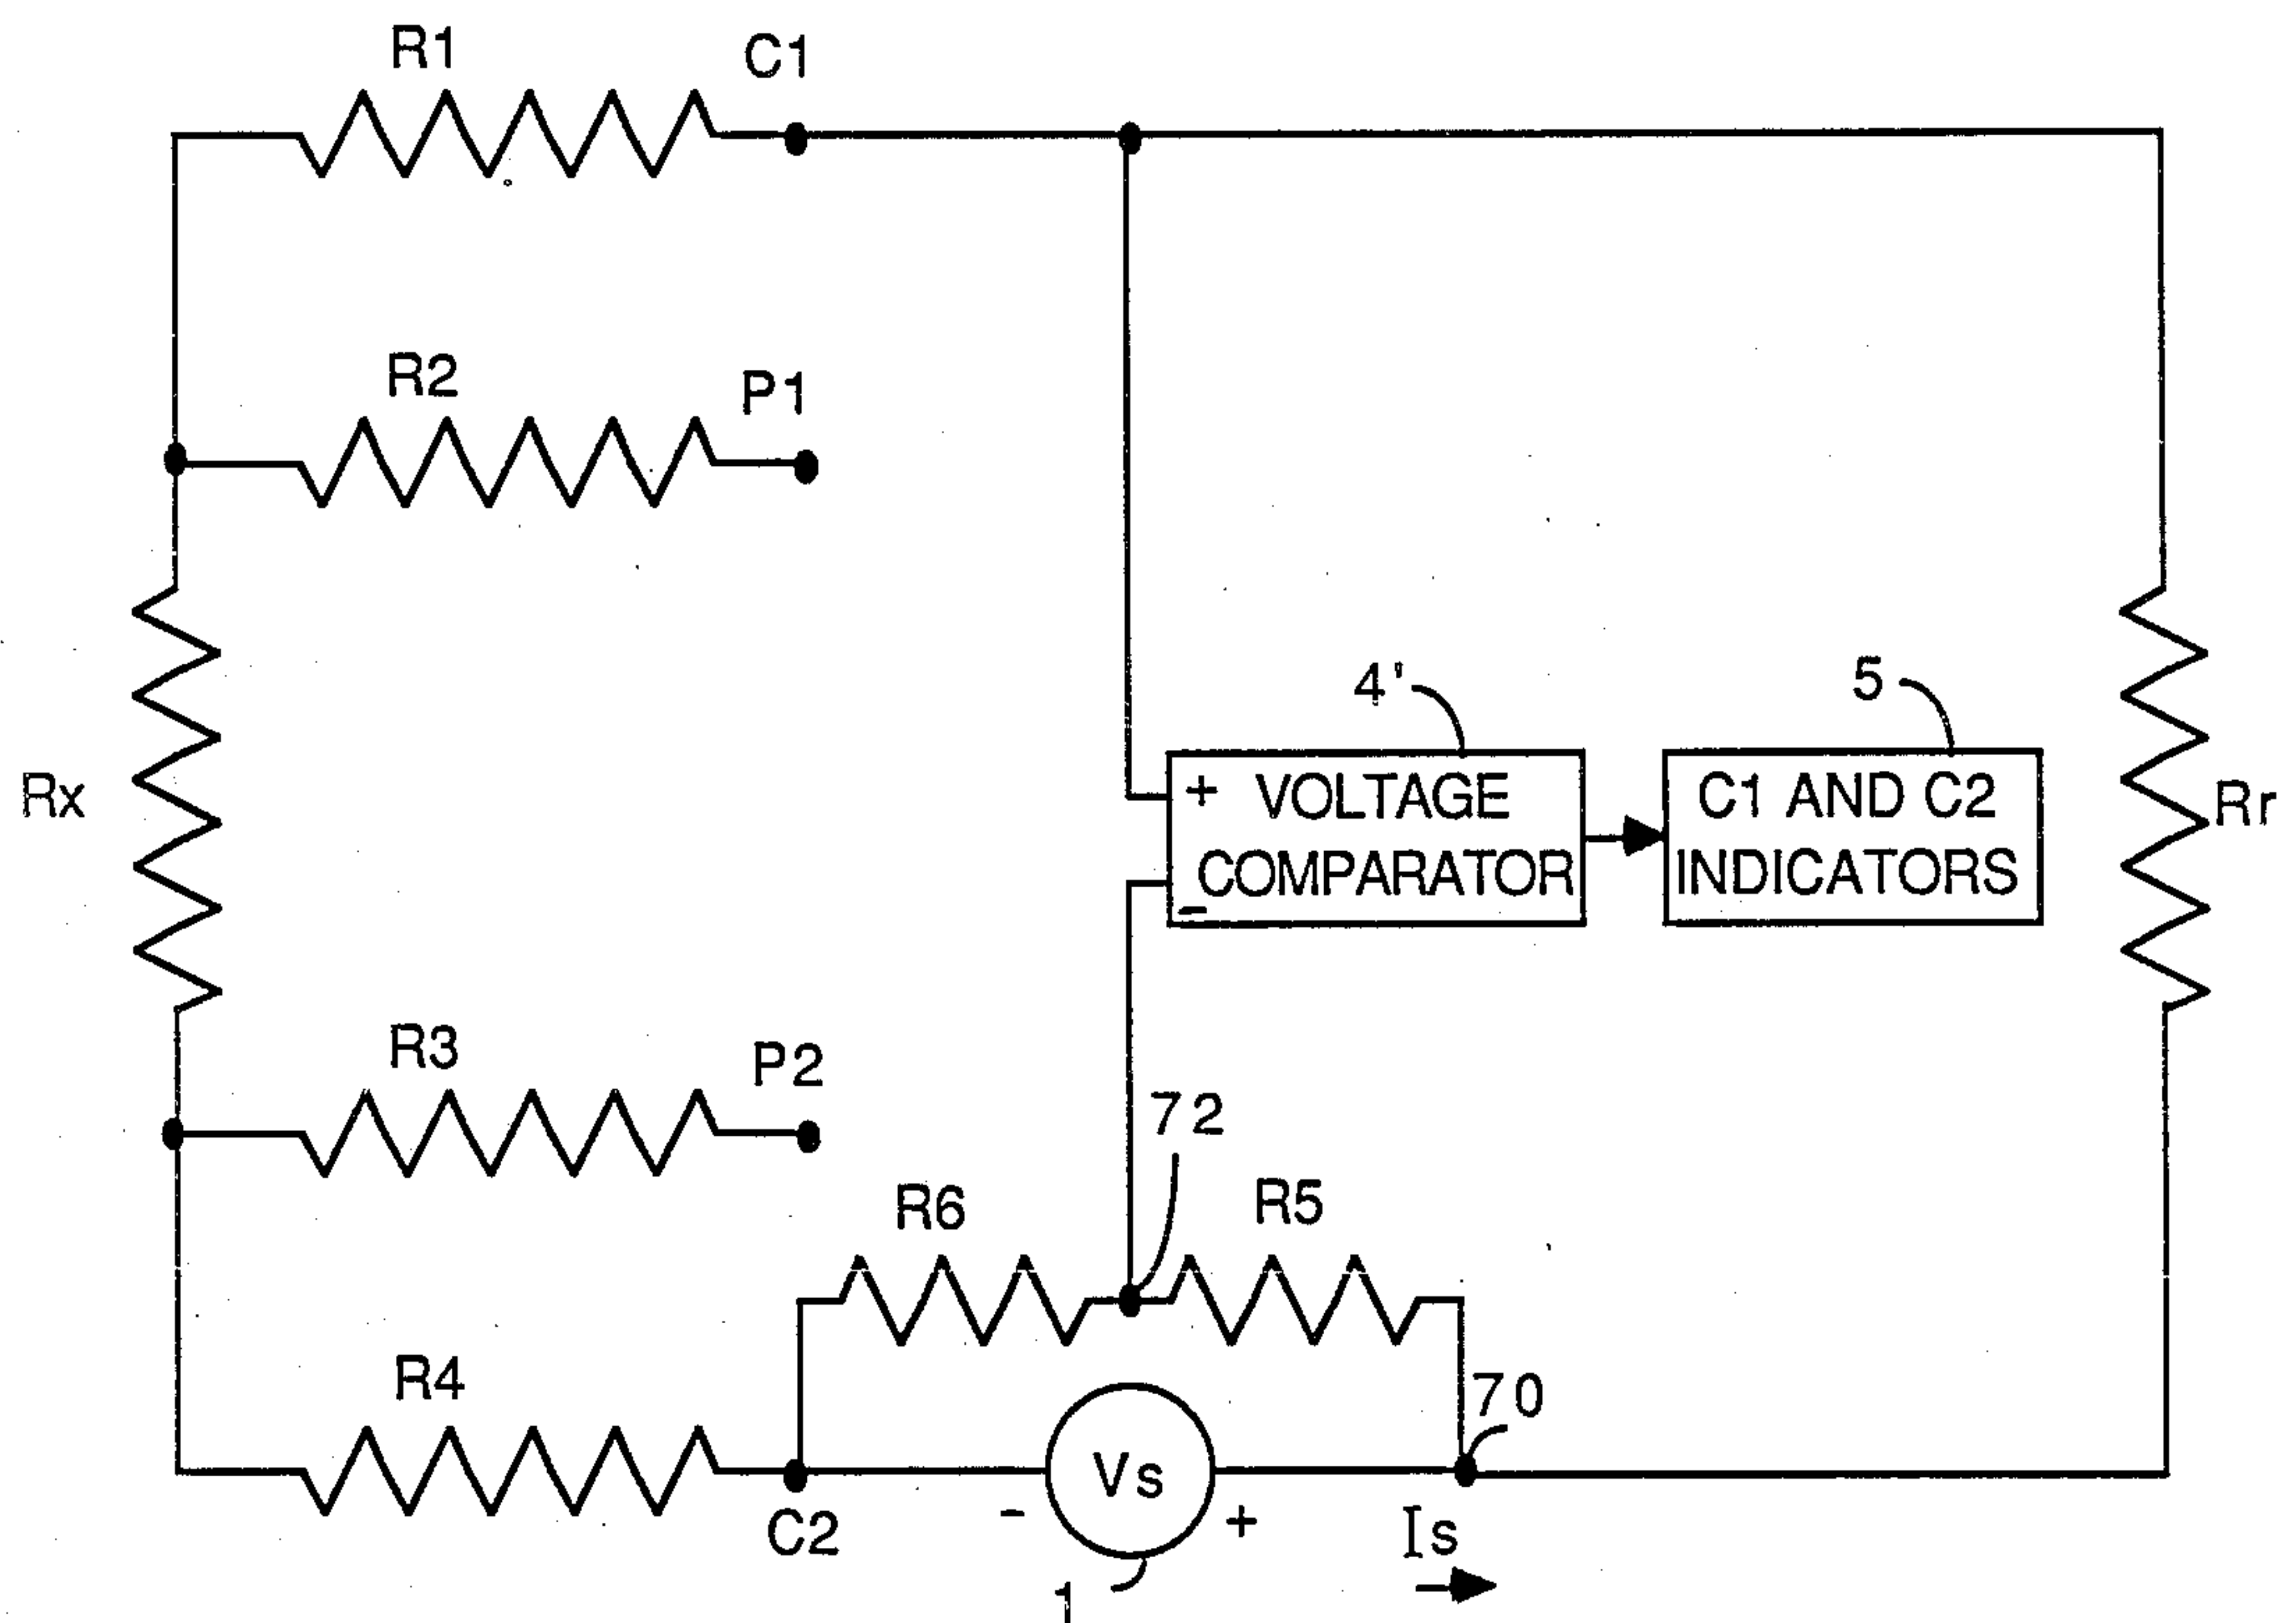 R1
C1
R2
P1
4'
5
Rx
+ VOLTAGE
COMPARATOR
-
C1 AND C2
INDICATORS
Rr
R3
P2
72
R6
R5
R4
70
Vs
C2
-
+
Is
1